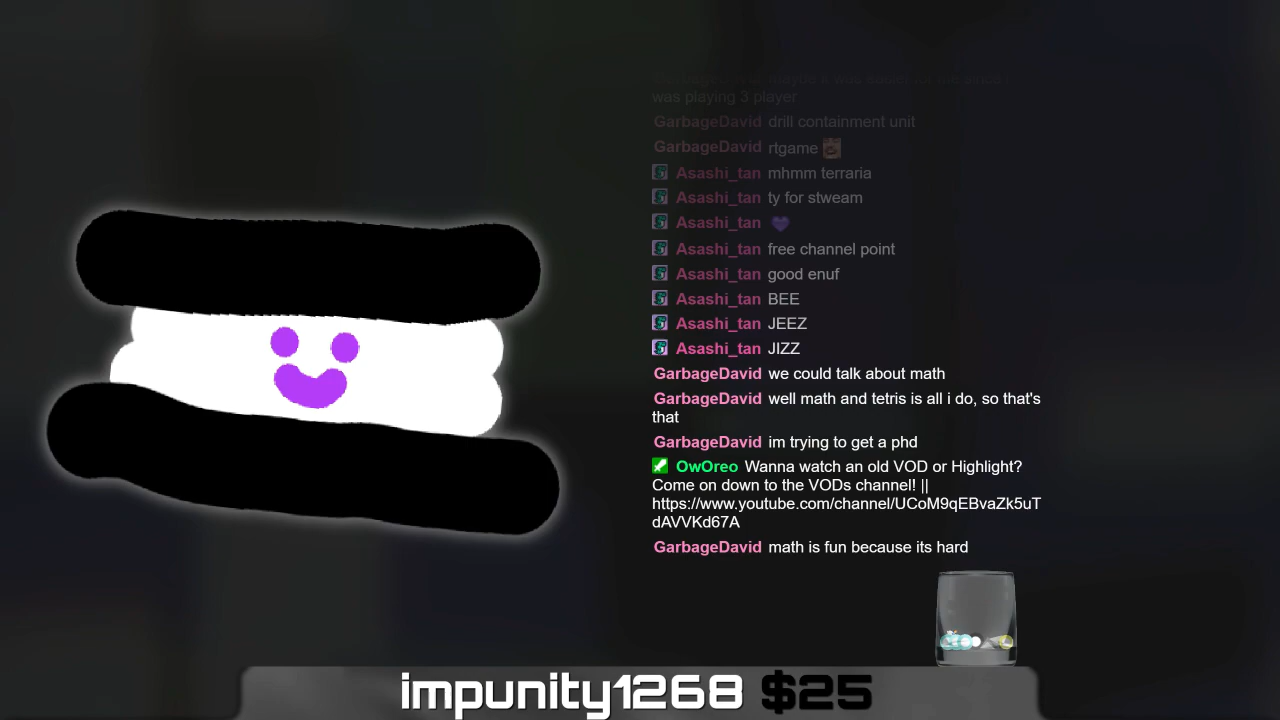 was playing 3 player
GarbageDavid drill containment unit
GarbageDavid rtgame
Asashi_tan mhmm terraria
Asashi_tan ty for stweam
Asashi_tan
Asashi_tan free channel point
Asashi_tan good enuf
Asashi_tan BEE
Asashi_tan JEEZ
Asashi_tan JIZZ
GarbageDavid we could talk about math
GarbageDavid well math and tetris is all i do, so that's
that
GarbageDavid im trying to get a phd
OwOreo Wanna watch an old VOD or Highlight?
Come on down to the VODs channel! ||
https://www.youtube.com/channel/UCoM9qEBvaZk5uT
dAVVKd67A
GarbageDavid math is fun because its hard
impunity1268 $25